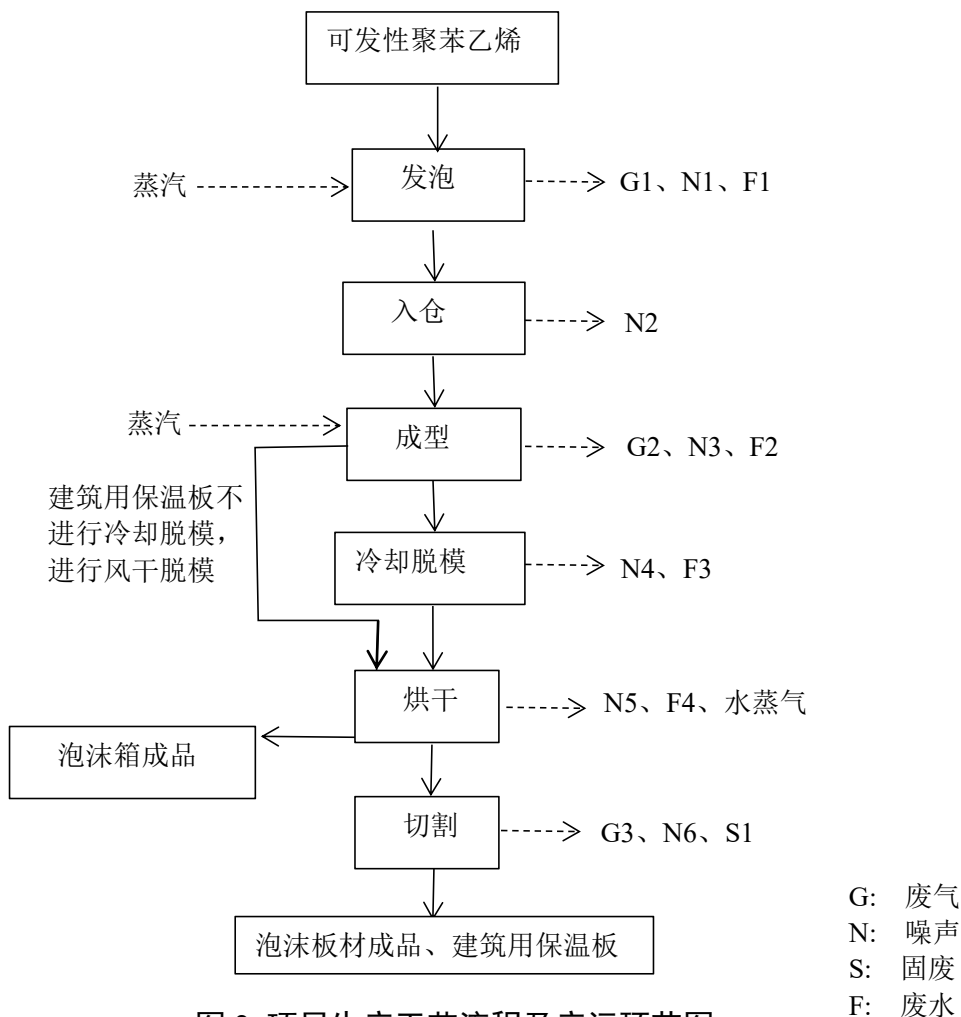 可发性聚苯乙烯
蒸汽
发泡
G1、N1、F1
入仓
N2
蒸汽
成型
G2、N3、F2
建筑用保温板不
进行冷却脱模，
进行风干脱模
冷却脱模
N4、F3
烘干
N5、F4、水蒸气
泡沫箱成品
切割
G3、N6、S1
泡沫板材成品、建筑用保温板
G: 废气
N: 噪声
S: 固废
F: 废水